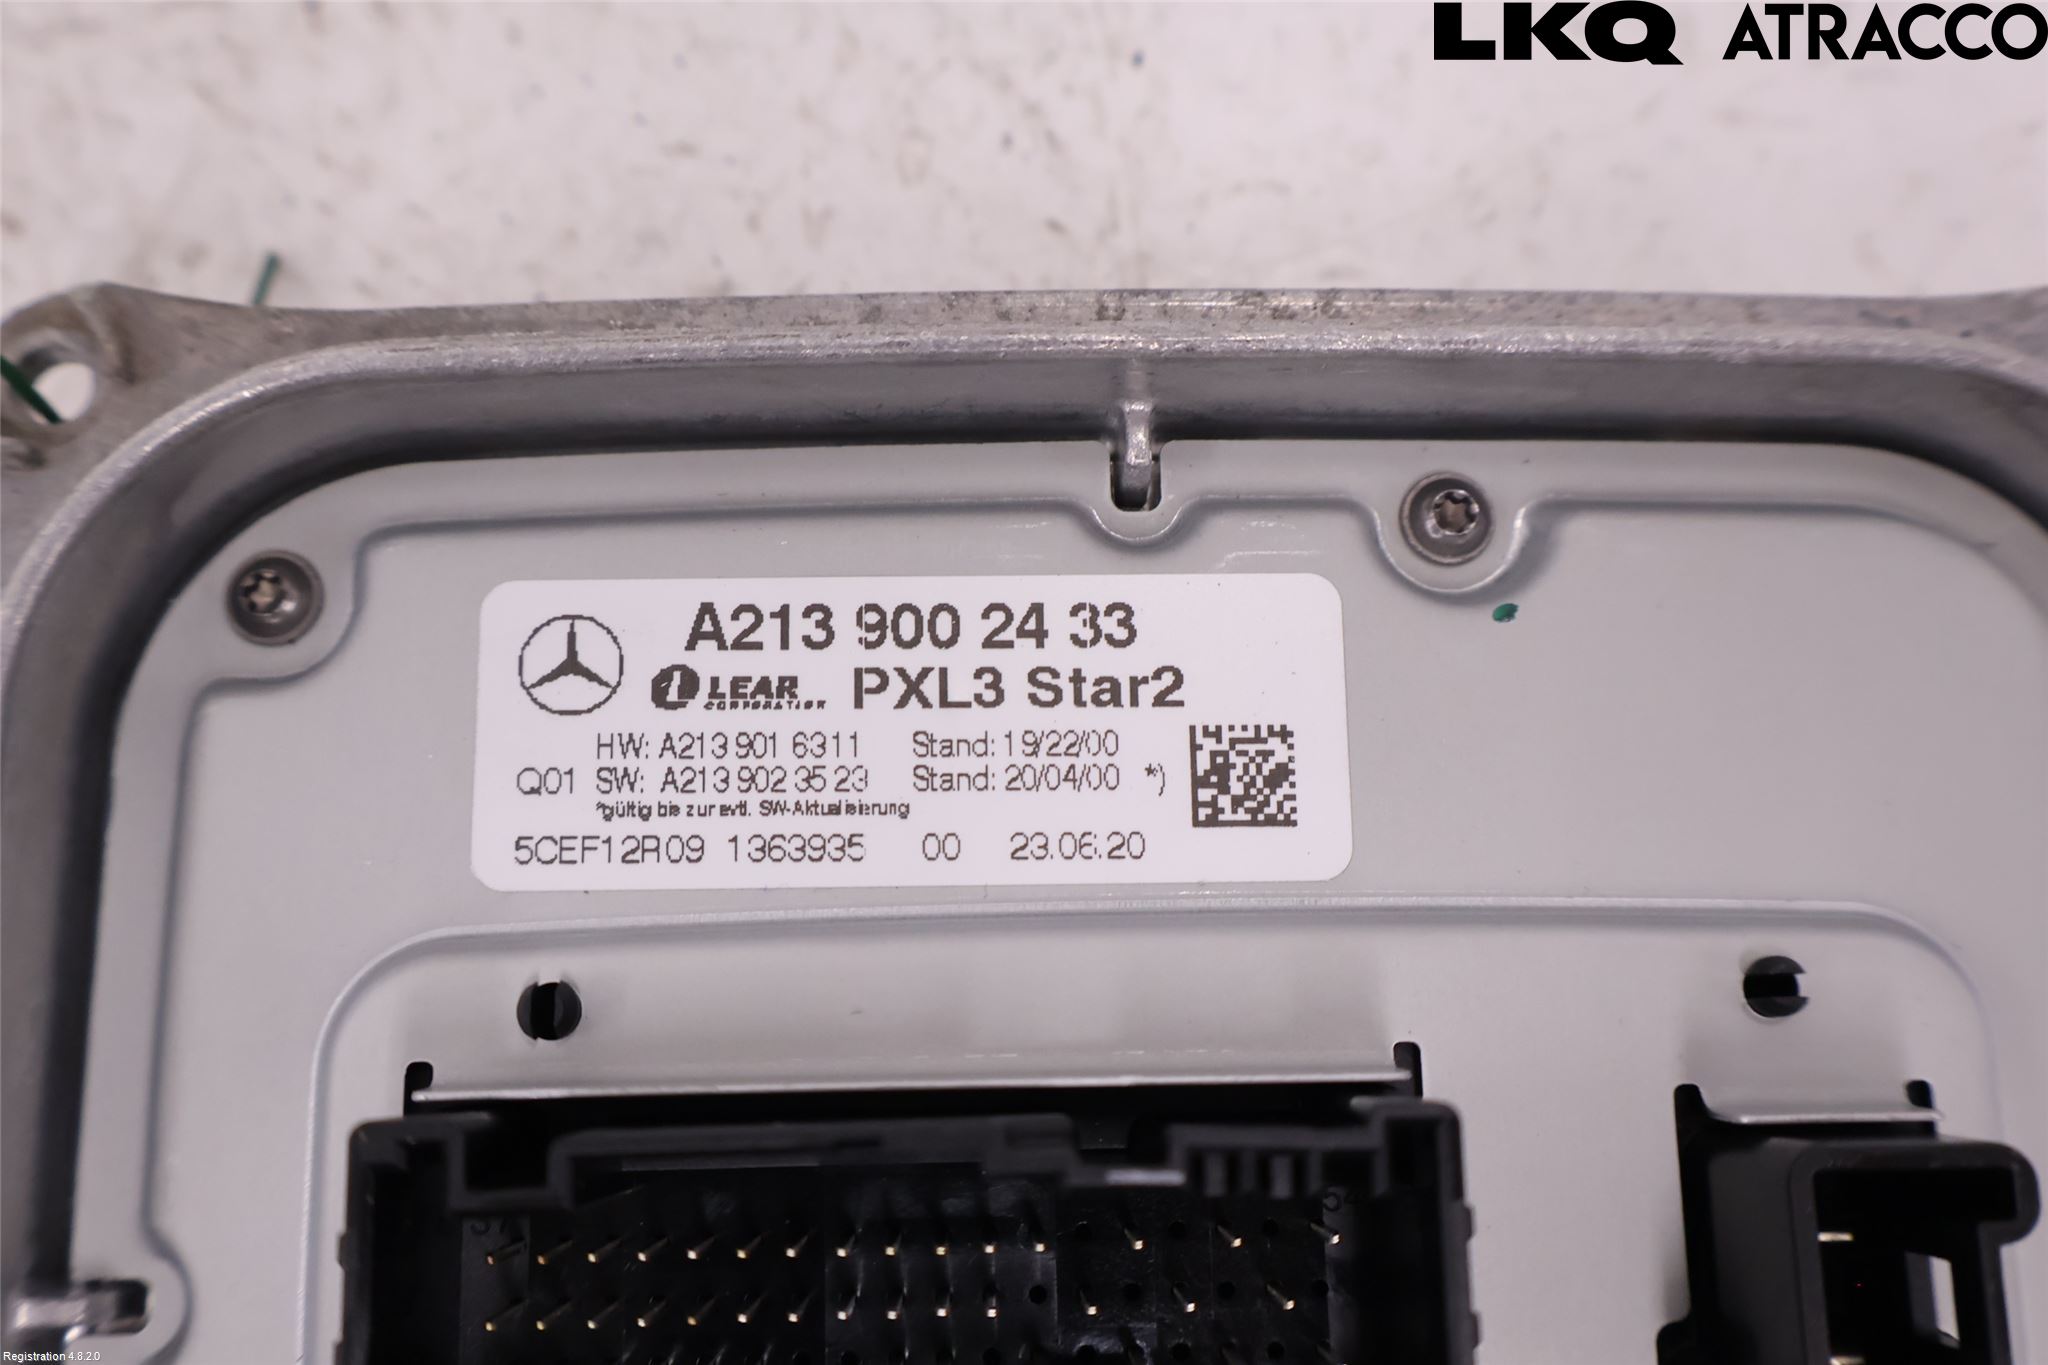 LKQ ATRACCO
A213 900 24 33
LEAR CORPORATION PXL3 Star2
HW: A213 901 63 11 Stand: 19/22/00
Q01 SW: A213 902 35 23 Stand: 20/04/00 *)
*gültig bis zur evtl. SW-Aktualisierung
5CEF12R09 1363935 00 23.06.20
Registration 4.8.2.0